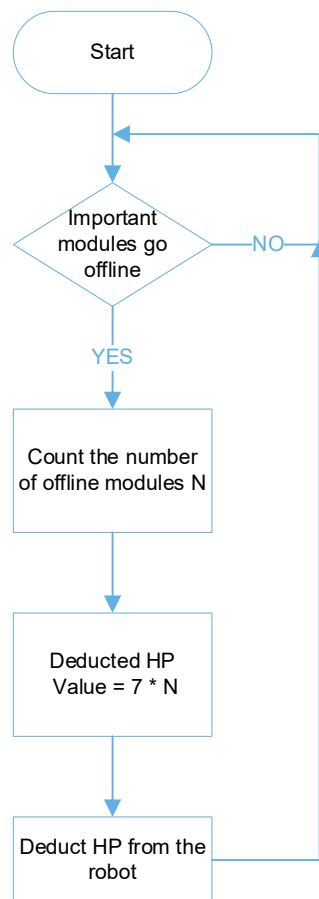 Start
Important
modules go
offline
NO
YES
Count the number
of offline modules N
Deducted HP
Value = 7 * N
Deduct HP from the
robot